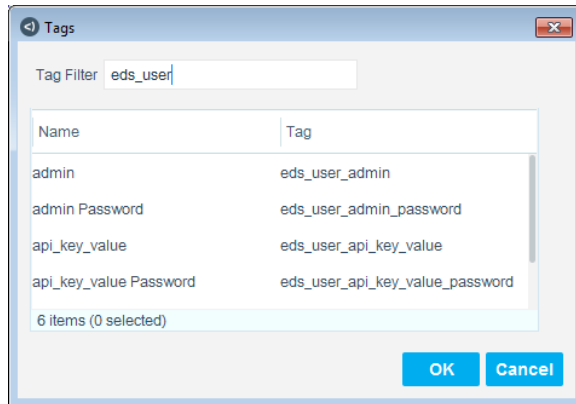 Tags
Tag Filter eds_user
Name Tag
admin eds_user_admin
admin Password eds_user_admin_password
api_key_value eds_user_api_key_value
api_key_value Password eds_user_api_key_value_password
6 items (0 selected)
OK Cancel